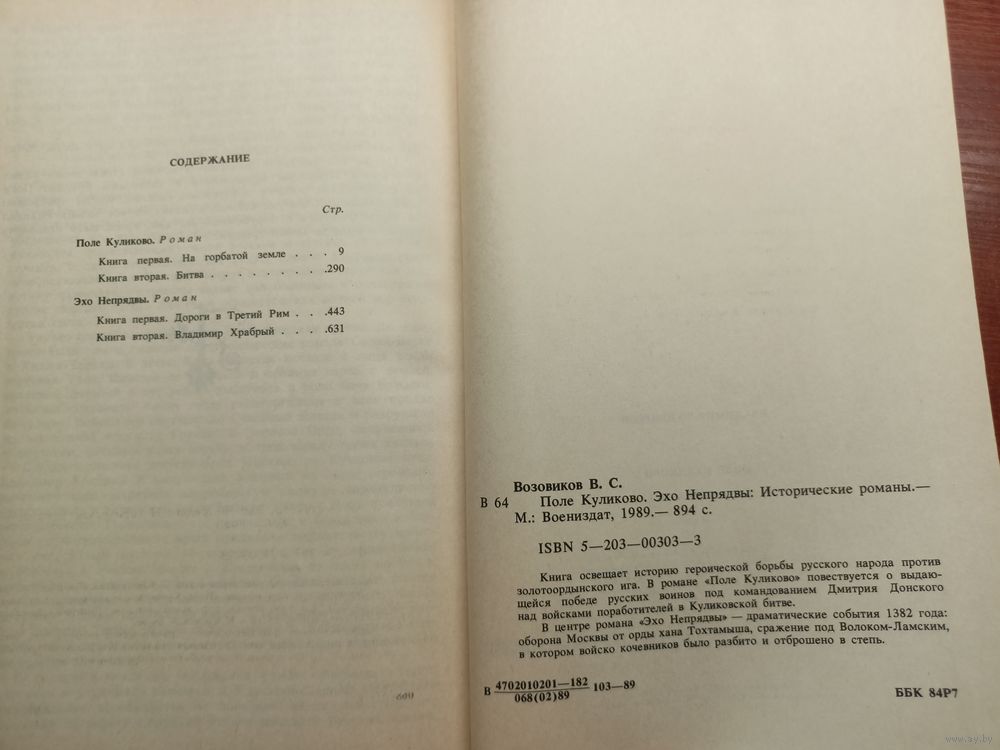 СОДЕРЖАНИЕ
Стр.
Поле Куликово. Роман
Книга первая. На горбатой земле . . . 9
Книга вторая. Битва . . . . . . . .290
Эхо Непрядвы. Роман
Книга первая. Дороги в Третий Рим . . .443
Книга вторая. Владимир Храбрый . . . .631
Возовиков В. С.
В 64 Поле Куликово. Эхо Непрядвы: Исторические романы.—
М.: Воениздат, 1989.— 894 с.
ISBN 5—203—00303—3
Книга освещает историю героической борьбы русского народа против
золотоордынского ига. В романе «Поле Куликово» повествуется о выдаю-
щейся победе русских воинов под командованием Дмитрия Донского
над войсками поработителей в Куликовской битве.
В центре романа «Эхо Непрядвы» — драматические события 1382 года:
оборона Москвы от орды хана Тохтамыша, сражение под Волоком-Ламским,
в котором войско кочевников было разбито и отброшено в степь.
В 4702010201—182 103—89
068(02)89
ББК 84Р7
www.ay.by